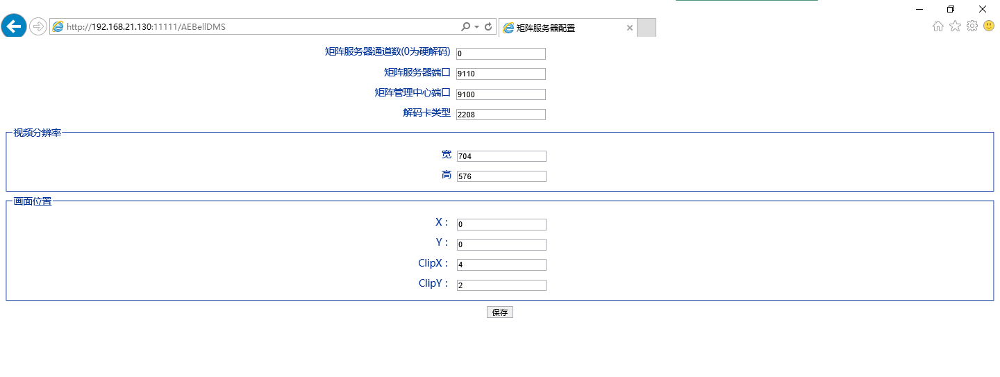 http://192.168.21.130:11111/AEBellDMS
矩阵服务器配置
矩阵服务器通道数(0为硬解码) 0
矩阵服务器端口 9110
矩阵管理中心端口 9100
解码卡类型 2208
视频分辨率
宽 704
高 576
画面位置
X： 0
Y： 0
ClipX： 4
ClipY： 2
保存